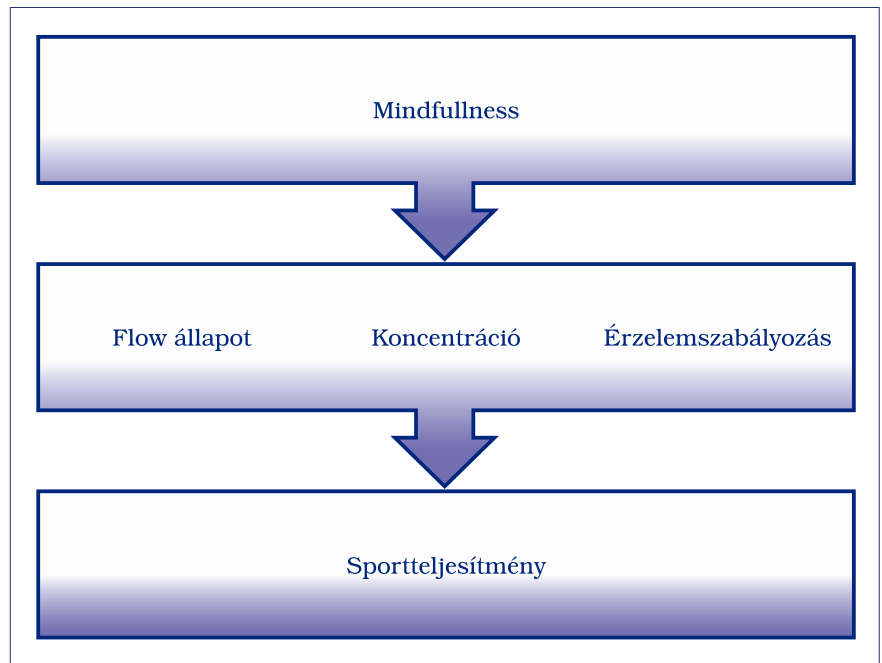 Mindfullness
Flow állapot Koncentráció Érzelemszabályozás
Sportteljesítmény